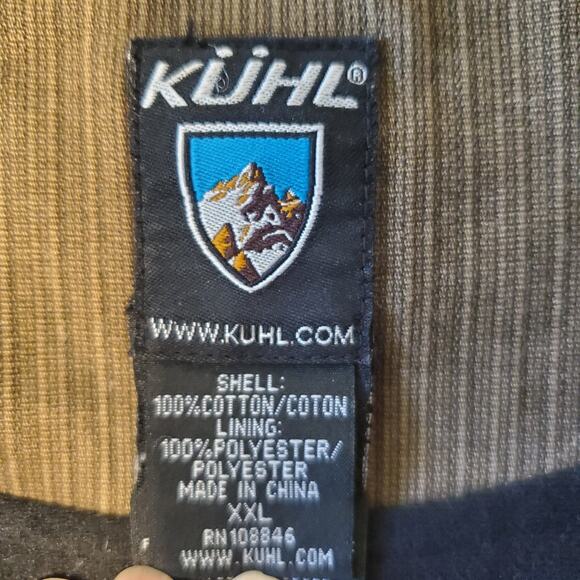 KÜHL®
WWW.KUHL.COM
SHELL:
100%COTTON/COTON
LINING:
100%POLYESTER/
POLYESTER
MADE IN CHINA
XXL
RN108846
WWW.KUHL.COM